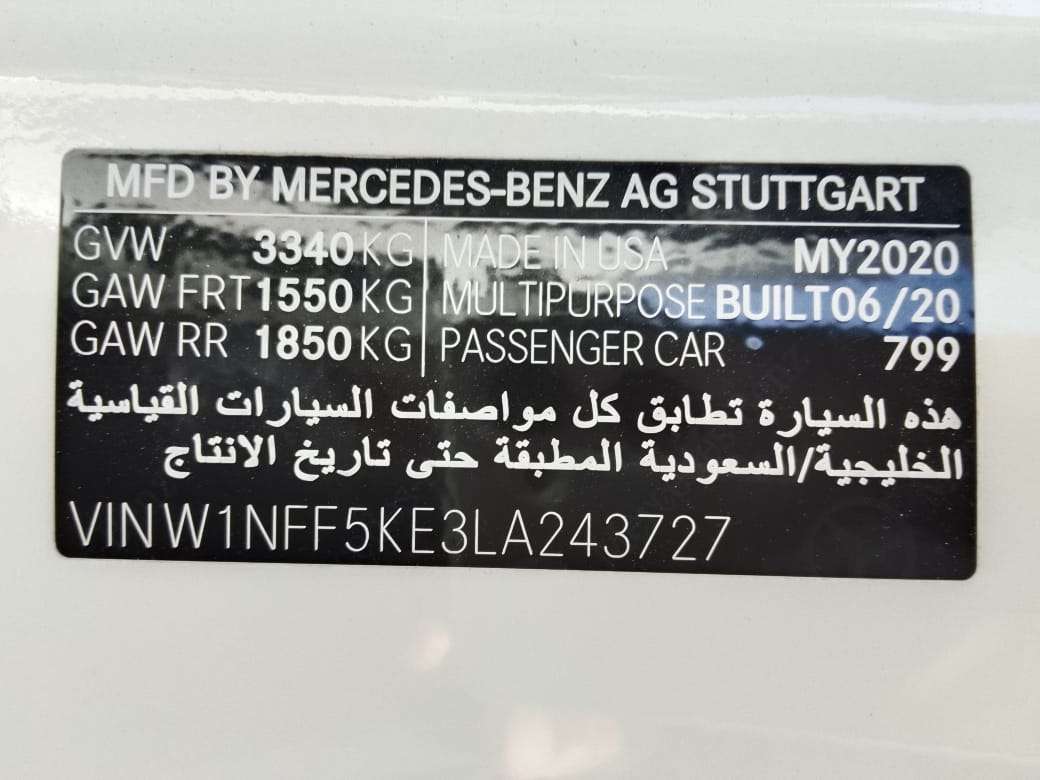 MFD BY MERCEDES-BENZ AG STUTTGART
GVW 3340 KG MADE IN USA MY2020
GAW FRT 1550 KG MULTIPURPOSE BUILT06/20
GAW RR 1850 KG PASSENGER CAR 799
هذه السيارة تطابق كل مواصفات السيارات القياسية
الخليجية/السعودية المطبقة حتى تاريخ الانتاج
VINW1NFF5KE3LA243727